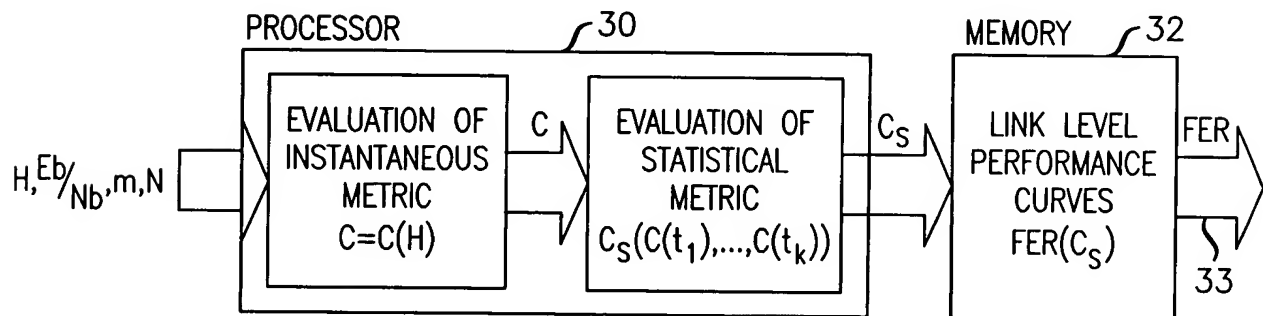 PROCESSOR
30
MEMORY
32
H, Eb/Nb, m, N
EVALUATION OF
INSTANTANEOUS
METRIC
C=C(H)
C
EVALUATION OF
STATISTICAL
METRIC
CS(C(t1),...,C(tk))
CS
LINK LEVEL
PERFORMANCE
CURVES
FER(CS)
FER
33